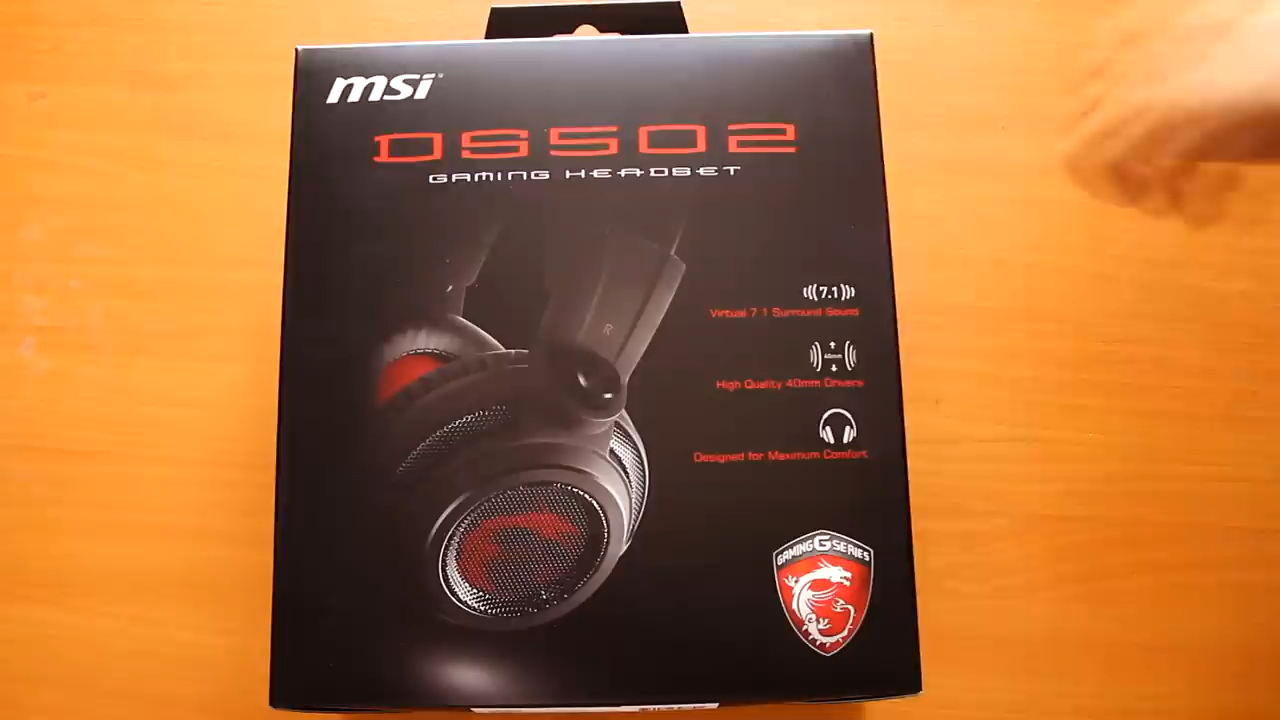 msi
DS502
GAMING HEADSET
R
7.1
Virtual 7.1 Surround Sound
40mm
High Quality 40mm Drivers
Designed for Maximum Comfort
GAMING G SERIES